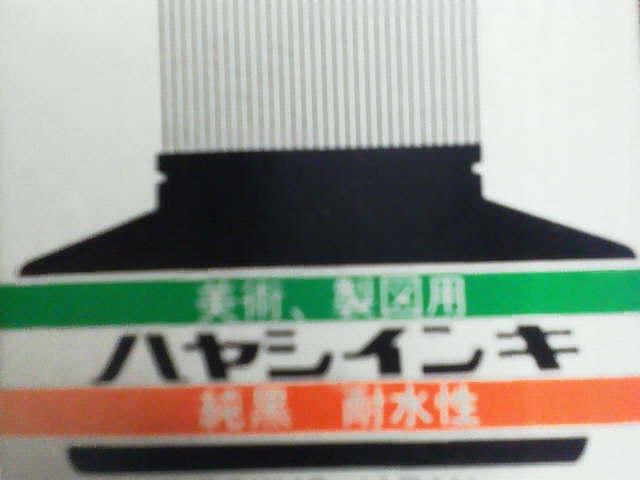 美術、製図用
ハヤシインキ
純黒 耐水性